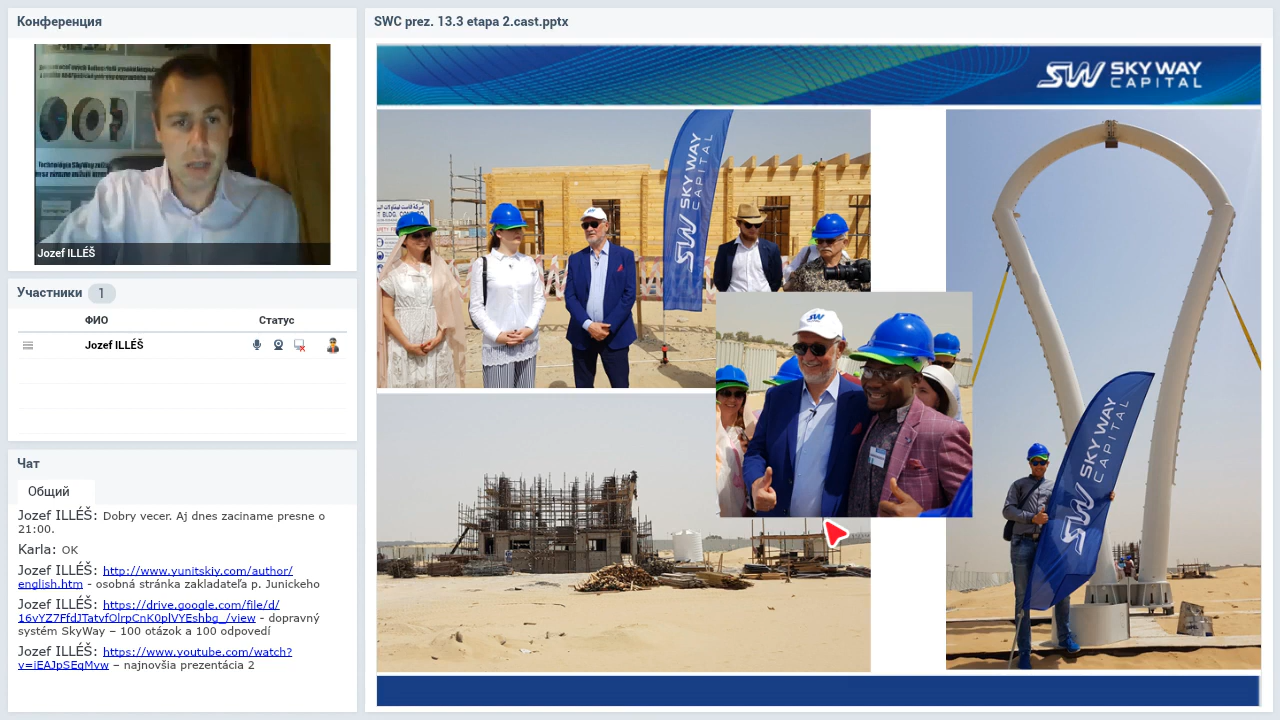 Конференция
Jozef ILLÉŠ
Участники 1
ФИО Статус
Jozef ILLÉŠ
Чат
Общий
Jozef ILLÉŠ: Dobry vecer. Aj dnes zaciname presne o
21:00.
Karla: OK
Jozef ILLÉŠ: http://www.yunitskiy.com/author/
english.htm - osobná stránka zakladateľa p. Junickeho
Jozef ILLÉŠ: https://drive.google.com/file/d/
16vYZ7FfdJTatvfOlrpCnK0plVYEshbg_/view - dopravný
systém SkyWay – 100 otázok a 100 odpovedí
Jozef ILLÉŠ: https://www.youtube.com/watch?
v=iEAJpSEqMvw – najnovšia prezentácia 2
SWC prez. 13.3 etapa 2.cast.pptx
SW SKY WAY
CAPITAL
SW SKY WAY
CAPITAL
SW
SW SKY WAY
CAPITAL